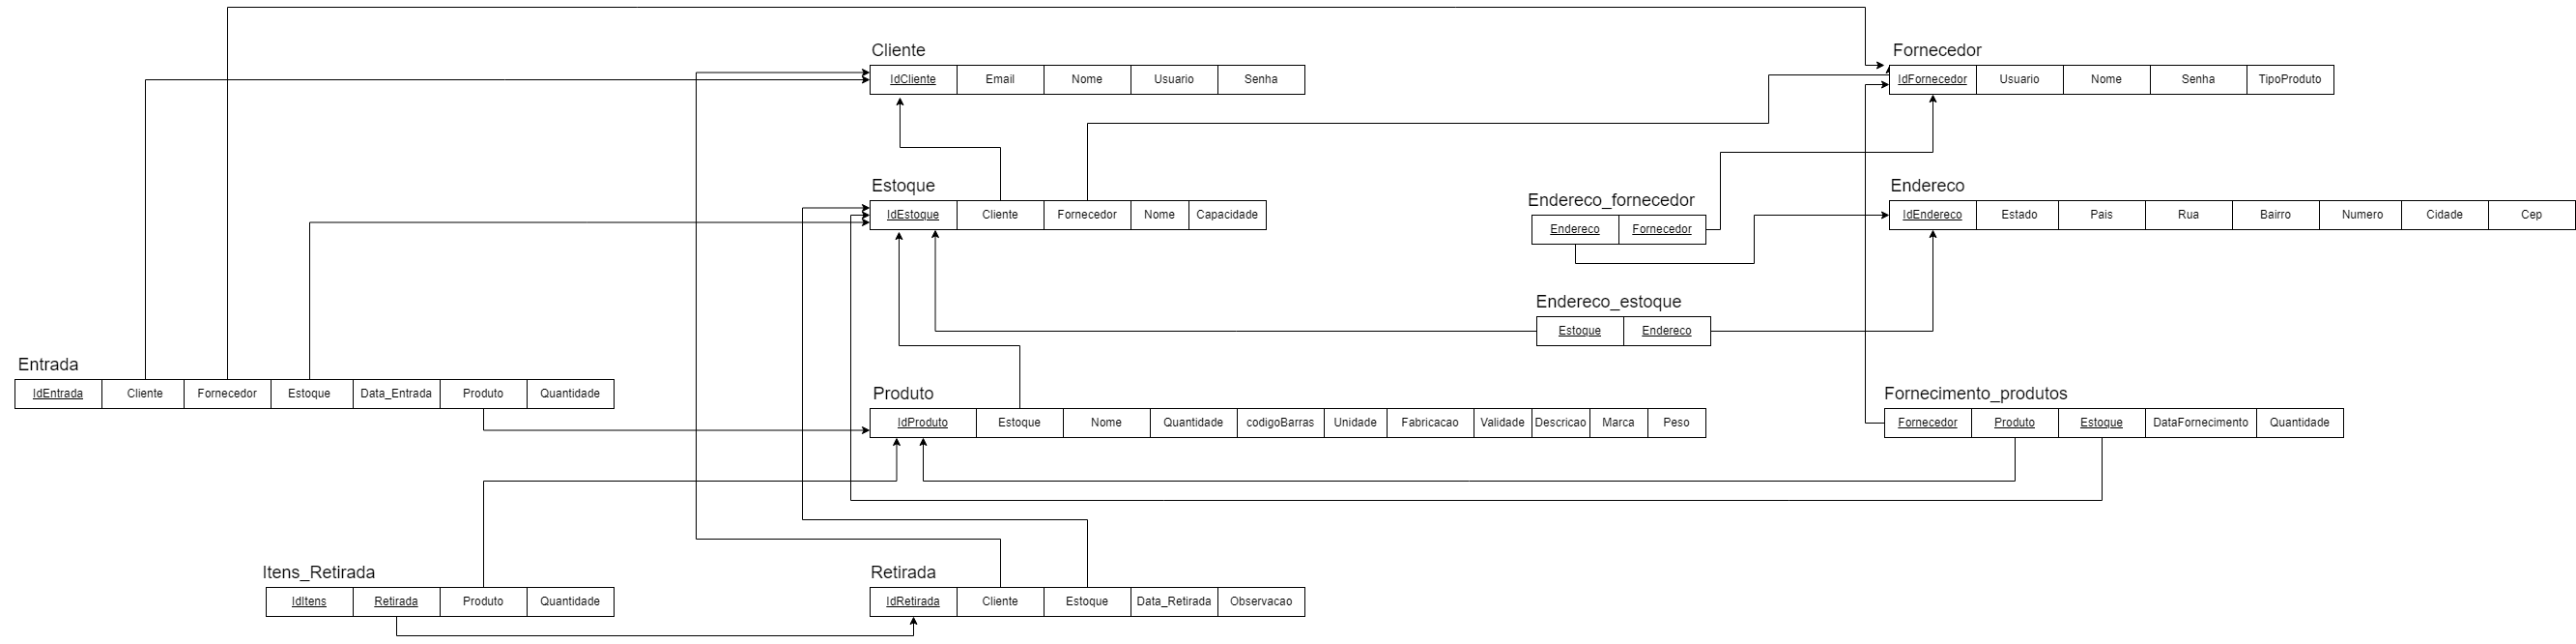 Cliente
IdCliente Email Nome Usuario Senha
Fornecedor
IdFornecedor Usuario Nome Senha TipoProduto
Estoque
IdEstoque Cliente Fornecedor Nome Capacidade
Endereco_fornecedor
Endereco Fornecedor
Endereco
IdEndereco Estado Pais Rua Bairro Numero Cidade Cep
Endereco_estoque
Estoque Endereco
Entrada
IdEntrada Cliente Fornecedor Estoque Data_Entrada Produto Quantidade
Produto
IdProduto Estoque Nome Quantidade codigoBarras Unidade Fabricacao Validade Descricao Marca Peso
Fornecimento_produtos
Fornecedor Produto Estoque DataFornecimento Quantidade
Itens_Retirada
IdItens Retirada Produto Quantidade
Retirada
IdRetirada Cliente Estoque Data_Retirada Observacao